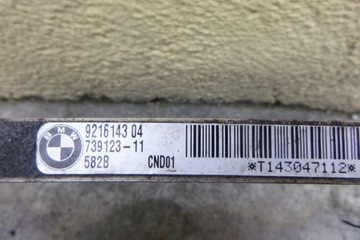 BMW
9216143 04
739123-11
582B CND01
*T143047112*